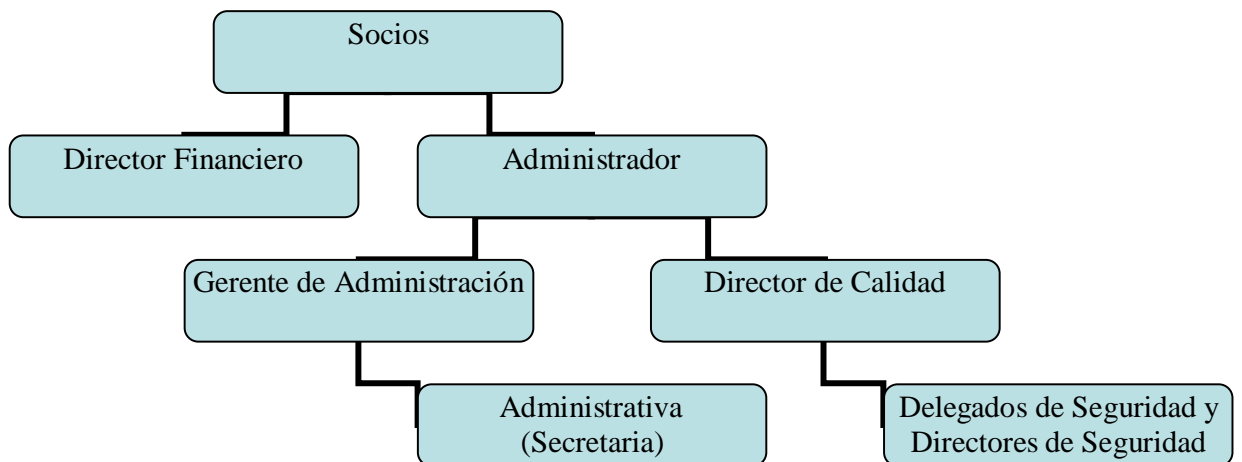 Socios
Director Financiero
Administrador
Gerente de Administración
Director de Calidad
Administrativa
(Secretaria)
Delegados de Seguridad y
Directores de Seguridad